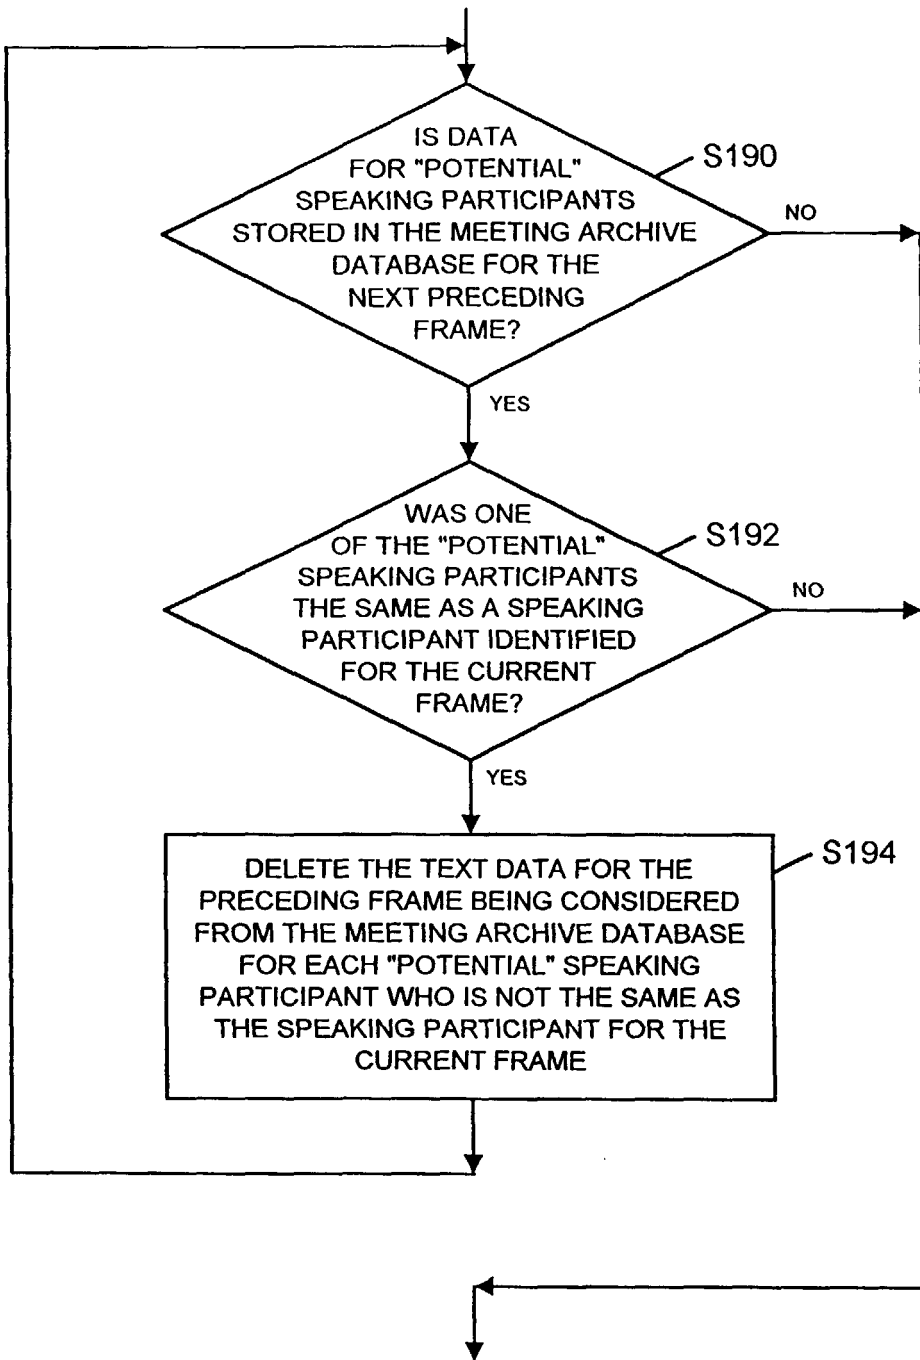 IS DATA
FOR "POTENTIAL"
SPEAKING PARTICIPANTS
STORED IN THE MEETING ARCHIVE
DATABASE FOR THE
NEXT PRECEDING
FRAME?
S190
NO
YES
WAS ONE
OF THE "POTENTIAL"
SPEAKING PARTICIPANTS
THE SAME AS A SPEAKING
PARTICIPANT IDENTIFIED
FOR THE CURRENT
FRAME?
S192
NO
YES
DELETE THE TEXT DATA FOR THE
PRECEDING FRAME BEING CONSIDERED
FROM THE MEETING ARCHIVE DATABASE
FOR EACH "POTENTIAL" SPEAKING
PARTICIPANT WHO IS NOT THE SAME AS
THE SPEAKING PARTICIPANT FOR THE
CURRENT FRAME
S194